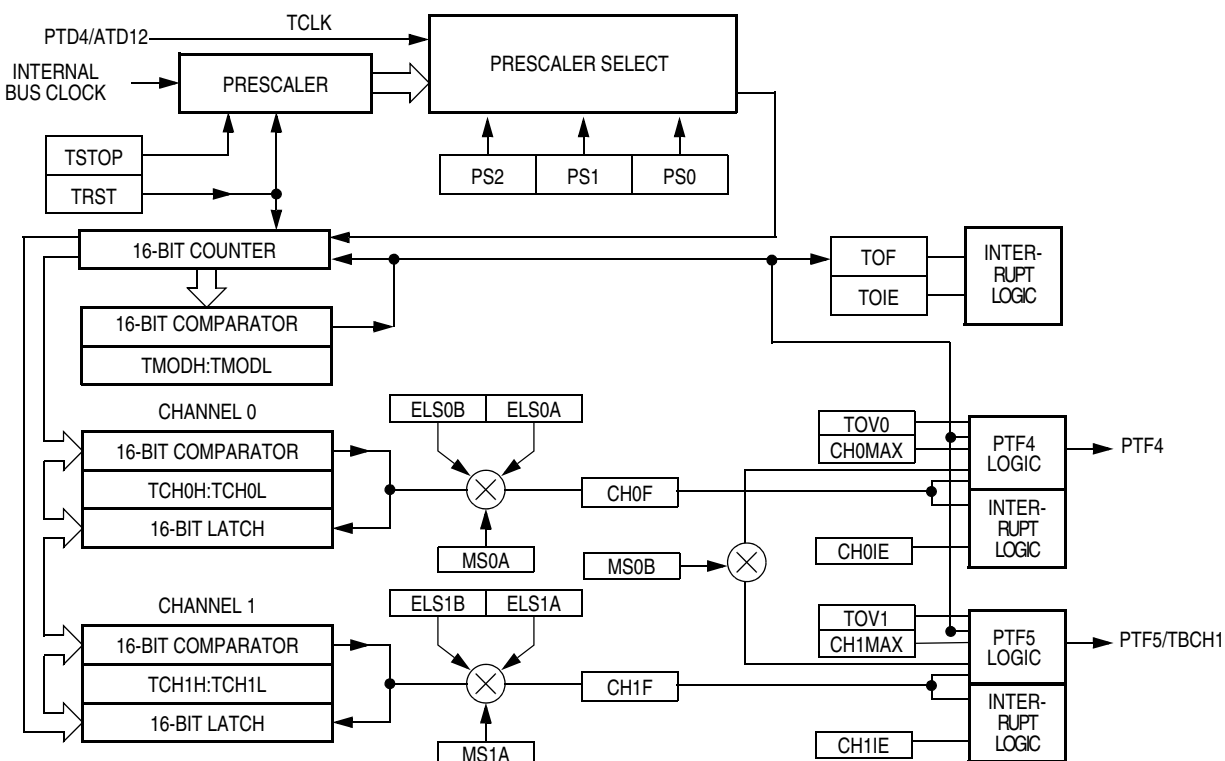 TCLK
PTD4/ATD12
INTERNAL
BUS CLOCK
PRESCALER
PRESCALER SELECT
TSTOP
TRST
PS2
PS1
PS0
16-BIT COUNTER
TOF
TOIE
INTER-
RUPT
LOGIC
16-BIT COMPARATOR
TMODH:TMODL
CHANNEL 0
ELS0B
ELS0A
16-BIT COMPARATOR
TCH0H:TCH0L
16-BIT LATCH
MS0A
CH0F
MS0B
TOV0
CH0MAX
PTF4
LOGIC
PTF4
INTER-
RUPT
LOGIC
CH0IE
CHANNEL 1
ELS1B
ELS1A
16-BIT COMPARATOR
TCH1H:TCH1L
16-BIT LATCH
MS1A
CH1F
TOV1
CH1MAX
PTF5
LOGIC
PTF5/TBCH1
INTER-
RUPT
LOGIC
CH1IE